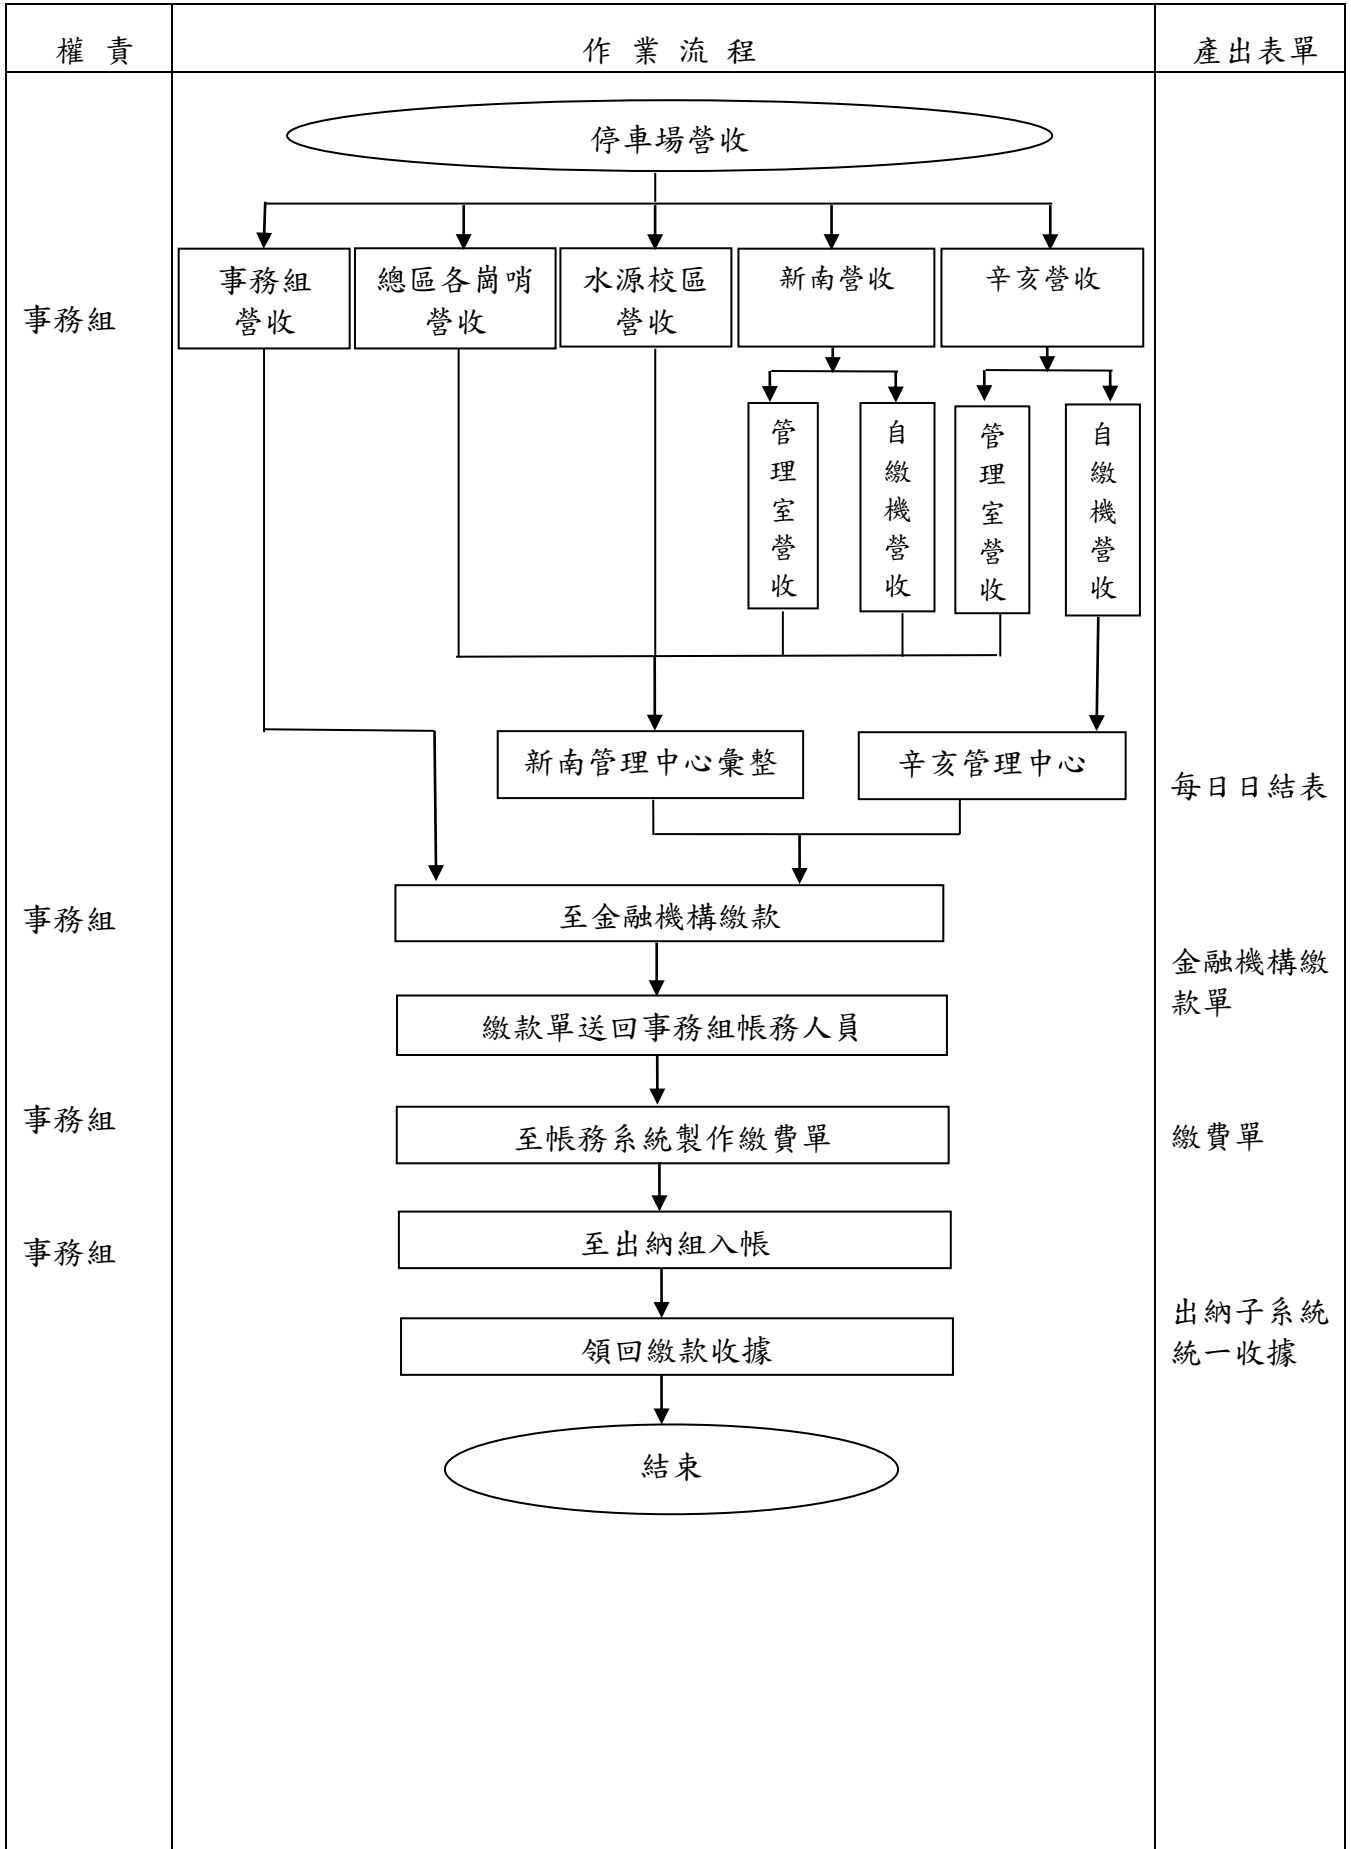 權 責
作 業 流 程
產出表單
停車場營收
事務組
營收
總區各崗哨
營收
水源校區
營收
新南營收
辛亥營收
事務組
管理室營收
自繳機營收
管理室營收
自繳機營收
新南管理中心彙整
辛亥管理中心
每日日結表
事務組
至金融機構繳款
金融機構繳
款單
繳款單送回事務組帳務人員
事務組
至帳務系統製作繳費單
繳費單
事務組
至出納組入帳
出納子系統
統一收據
領回繳款收據
結束